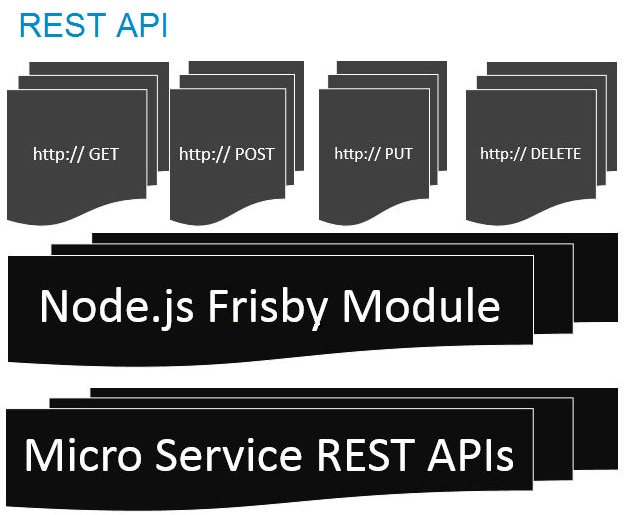 REST API
http:// GET
http:// POST
http:// PUT
http:// DELETE
Node.js Frisby Module
Micro Service REST APIs